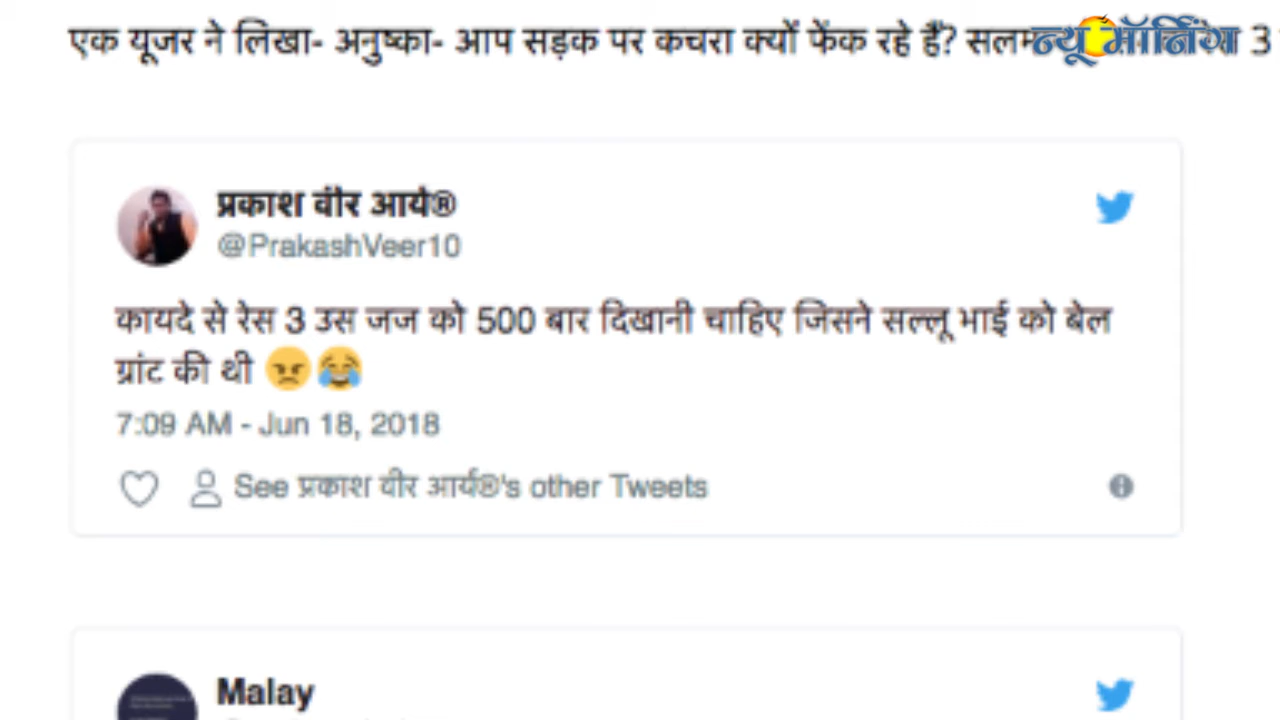 एक यूजर ने लिखा- अनुष्का- आप सड़क पर कचरा क्यों फेंक रहे हैं? 3
न्यू मॉर्निंग
प्रकाश वीर आर्य®
@PrakashVeer10
कायदे से रेस 3 उस जज को 500 बार दिखानी चाहिए जिसने सल्लू भाई को बेल
ग्रांट की थी 😠😂
7:09 AM - Jun 18, 2018
See प्रकाश वीर आर्य®'s other Tweets
Malay